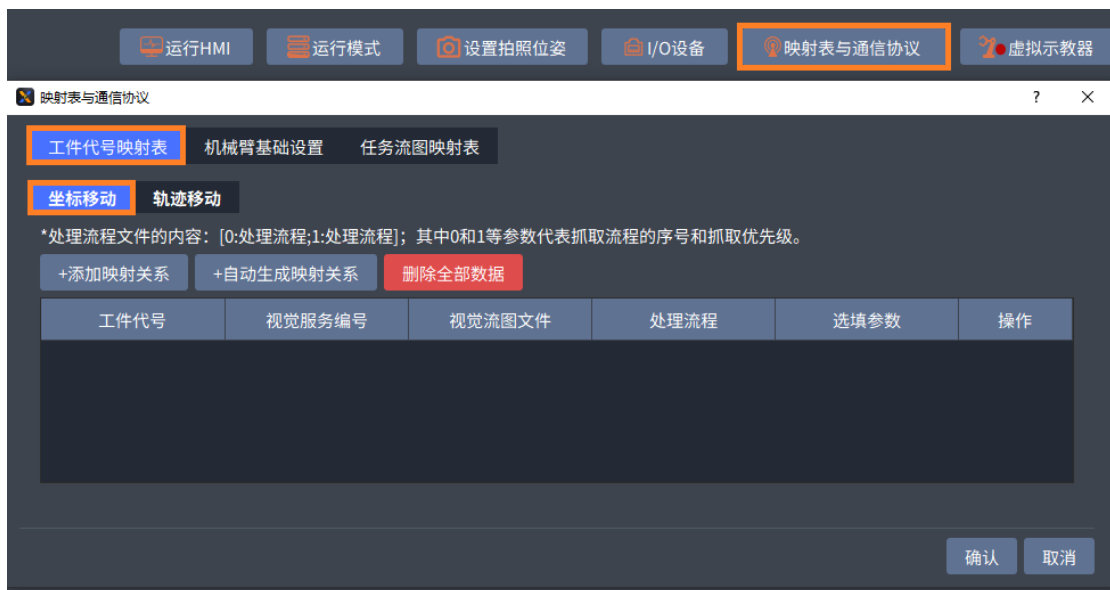 运行HMI 运行模式 设置拍照位姿 I/O设备 映射表与通信协议 虚拟示教器
映射表与通信协议 ? ×
工件代号映射表 机械臂基础设置 任务流图映射表
坐标移动 轨迹移动
*处理流程文件的内容：[0:处理流程;1:处理流程]；其中0和1等参数代表抓取流程的序号和抓取优先级。
+添加映射关系 +自动生成映射关系 删除全部数据
工件代号 视觉服务编号 视觉流图文件 处理流程 选填参数 操作
确认 取消